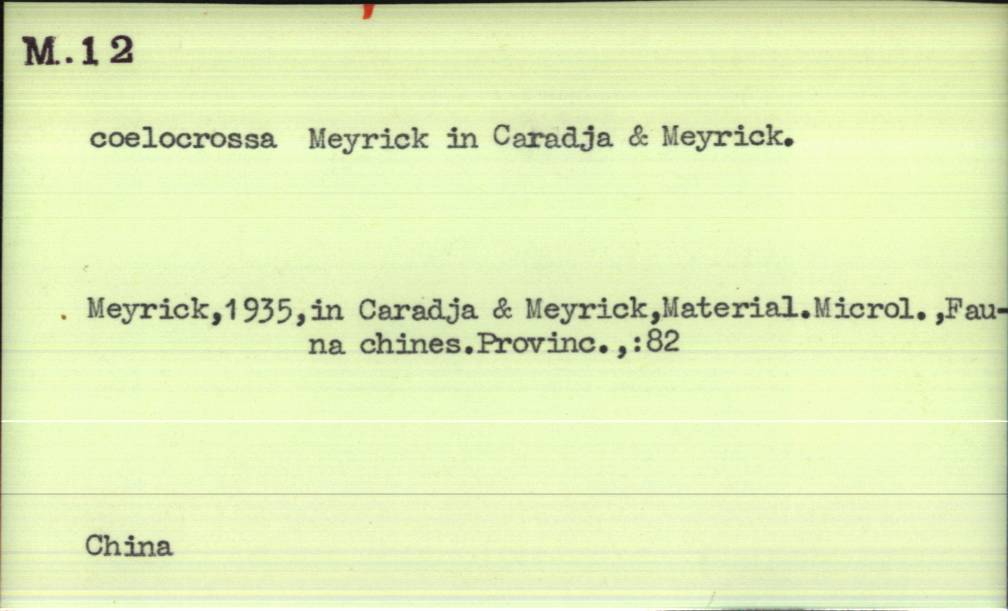 M.12
coelocrossa Meyrick in Caradja & Meyrick.
Meyrick,1935,in Caradja & Meyrick,Material.Microl.,Fau-
na chines.Provinc.,:82
China